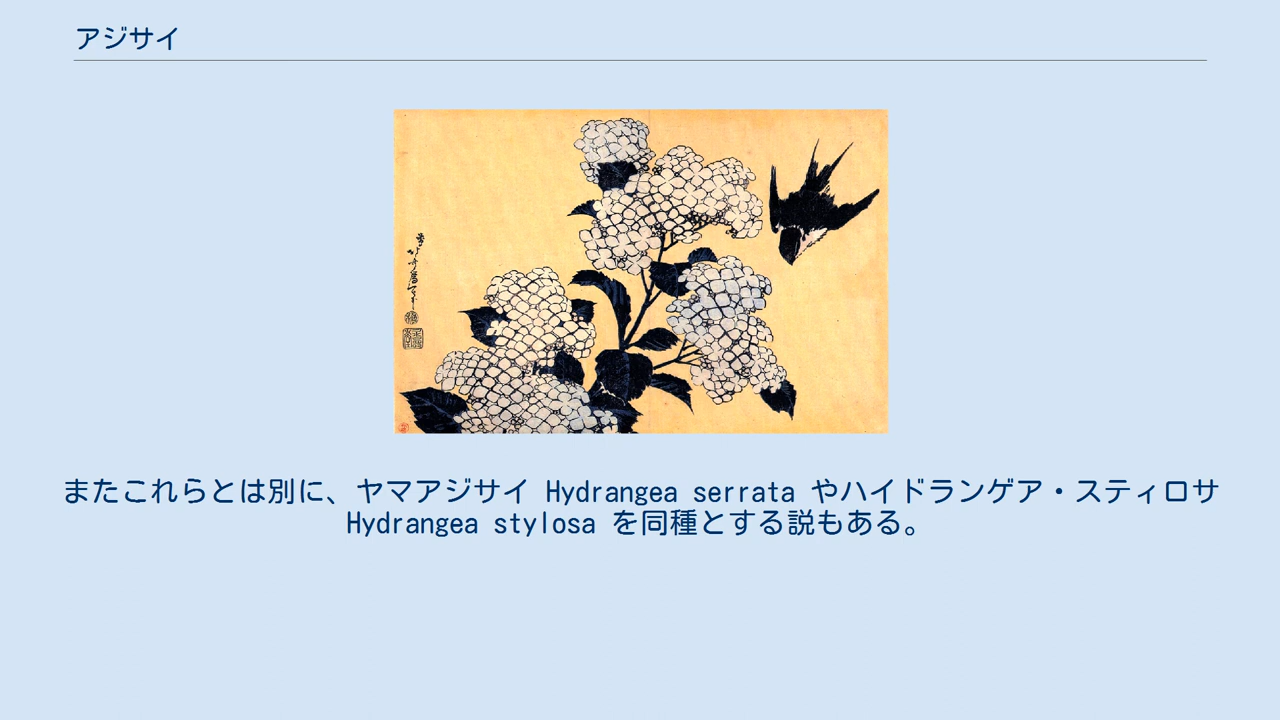 アジサイ
またこれらとは別に、ヤマアジサイ Hydrangea serrata やハイドランゲア・スティロサ
Hydrangea stylosa を同種とする説もある。